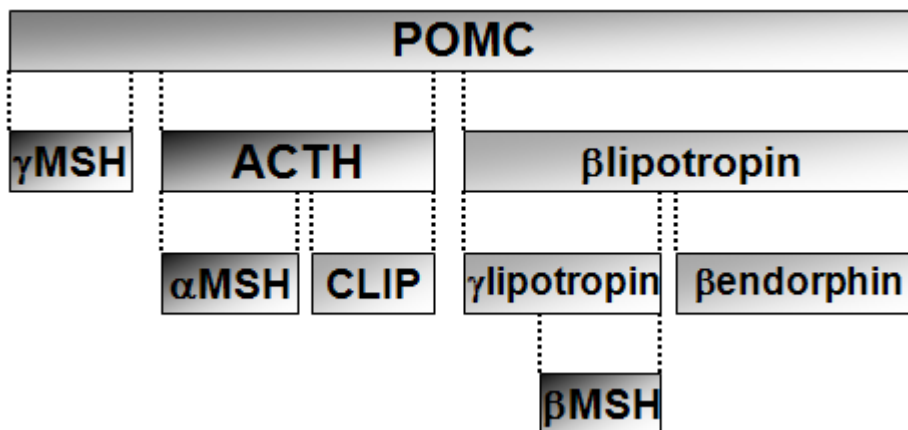 POMC
γMSH ACTH βlipotropin
αMSH CLIP γlipotropin βendorphin
βMSH